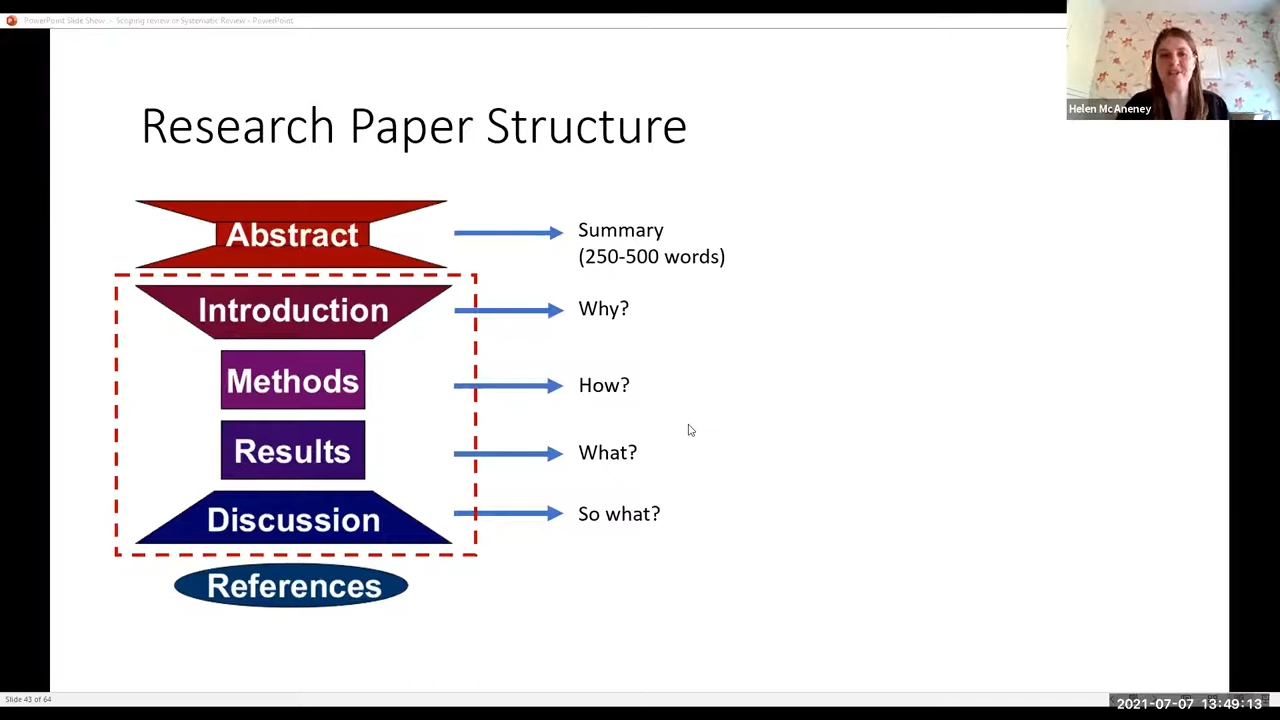 PowerPoint Slide Show - Scoping review or Systematic Review - PowerPoint
Helen McAneney
Research Paper Structure
Abstract
Summary
(250-500 words)
Introduction
Why?
Methods
How?
Results
What?
Discussion
So what?
References
Slide 43 of 64
2021-07-07 13:49:13